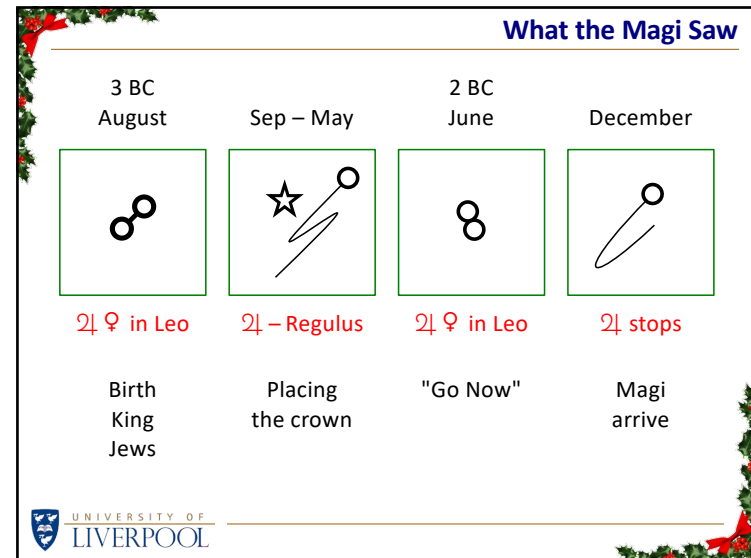 What the Magi Saw
3 BC
August
Sep – May
2 BC
June
December
♃ ♀ in Leo
♃ – Regulus
♃ ♀ in Leo
♃ stops
Birth
King
Jews
Placing
the crown
"Go Now"
Magi
arrive
UNIVERSITY OF
LIVERPOOL